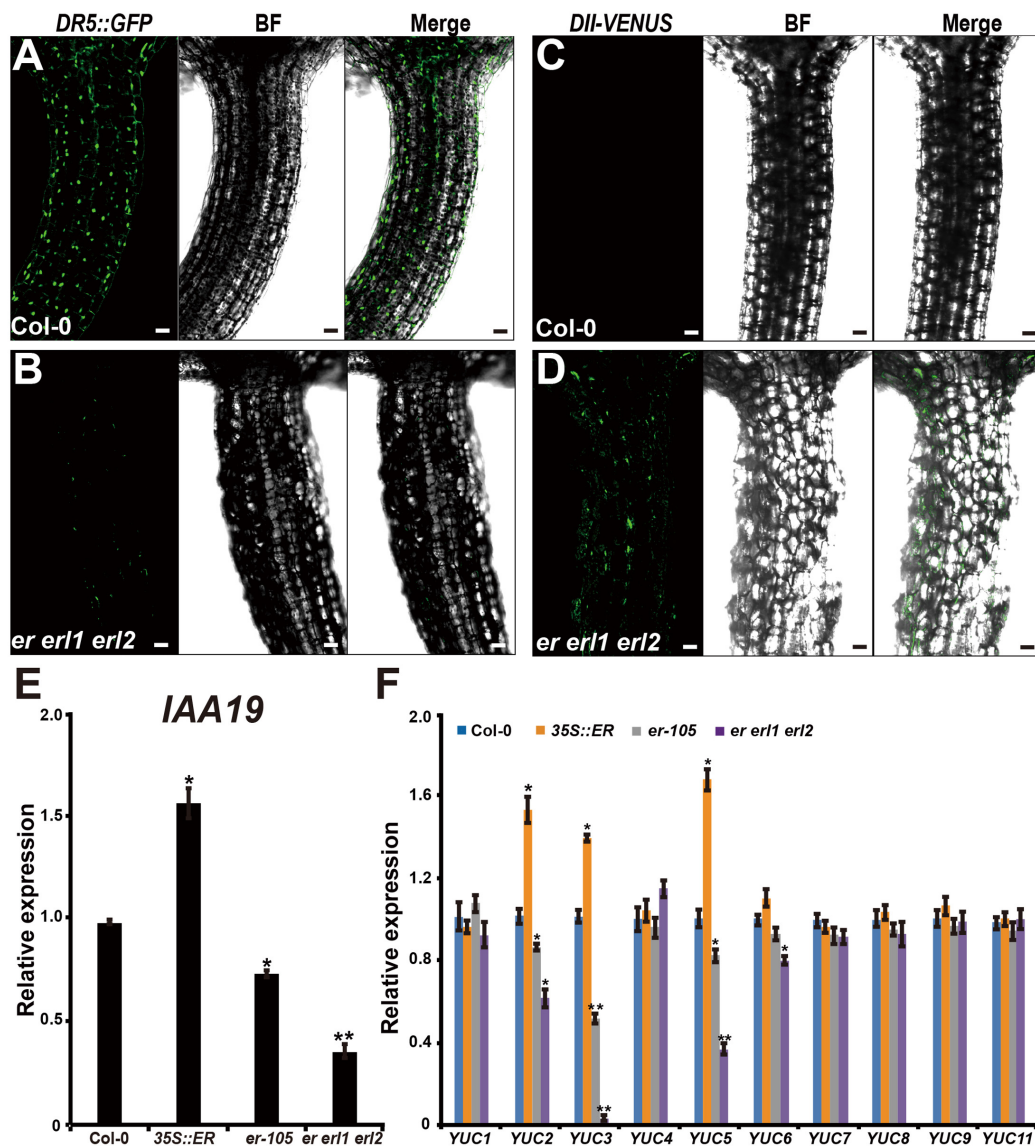 DR5::GFP BF Merge DII-VENUS BF Merge
A
C
Col-0
Col-0
B
D
er erl1 erl2
er erl1 erl2
E
IAA19
Relative expression
2.0
1.5
1.0
0.5
0
Col-0 35S::ER er-105 er erl1 erl2
* * **
F
Relative expression
2.0
1.6
1.2
0.8
0.4
0
Col-0 35S::ER er-105 er erl1 erl2
* * * * ** ** * * ** *
YUC1 YUC2 YUC3 YUC4 YUC5 YUC6 YUC7 YUC8 YUC9 YUC11